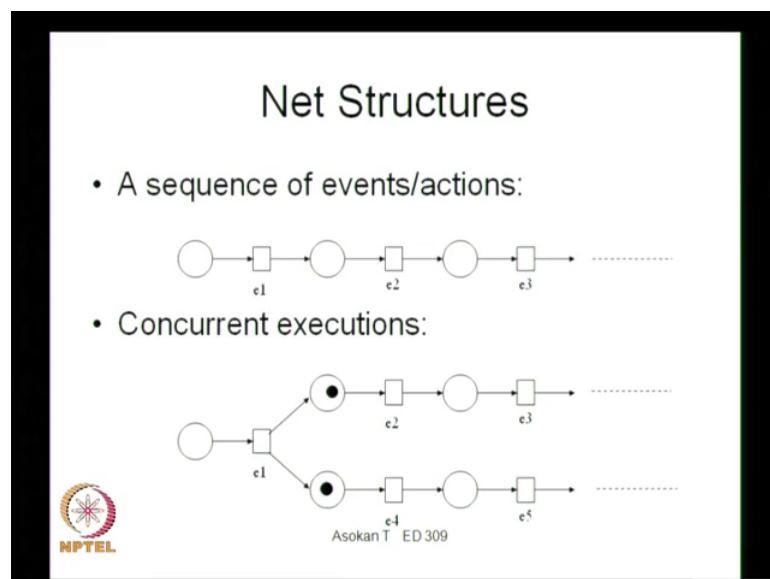 Net Structures
• A sequence of events/actions:
e1 e2 e3
• Concurrent executions:
e2 e3
e1
e4 e5
Asokan T ED 309
NPTEL